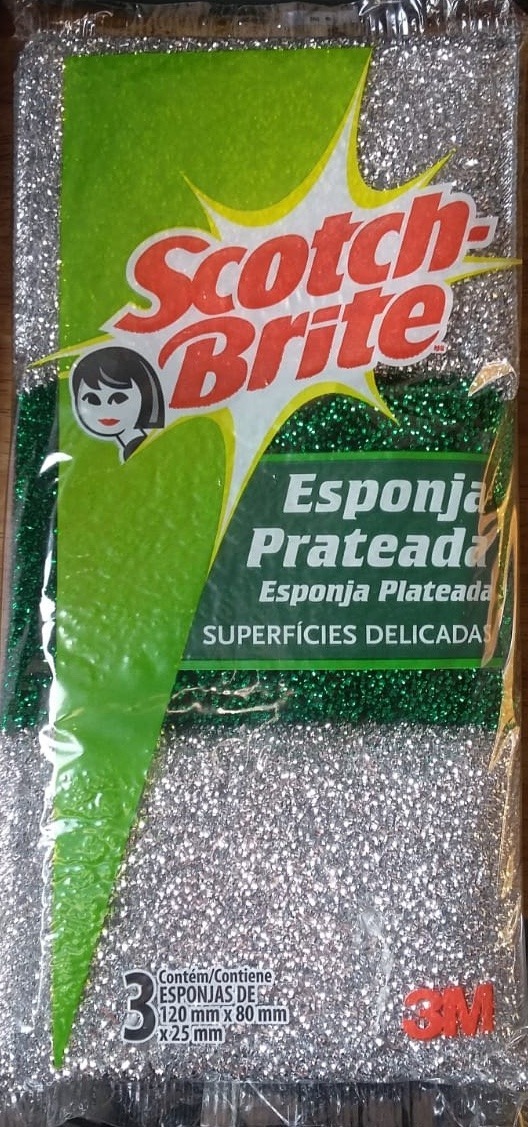 Scotch-
Brite
Esponja
Prateada
Esponja Plateada
SUPERFÍCIES DELICADAS
3
Contém/Contiene
ESPONJAS DE
120 mm x 80 mm
x 25 mm
3M